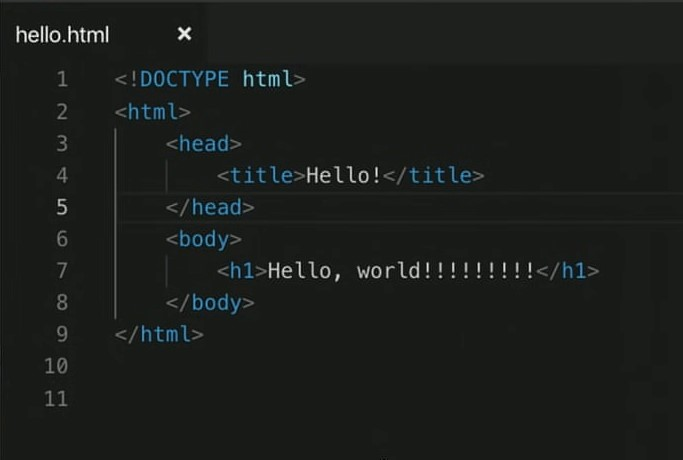 hello.html ×
1 <!DOCTYPE html>
2 <html>
3 <head>
4 <title>Hello!</title>
5 </head>
6 <body>
7 <h1>Hello, world!!!!!!!!!</h1>
8 </body>
9 </html>
10
11